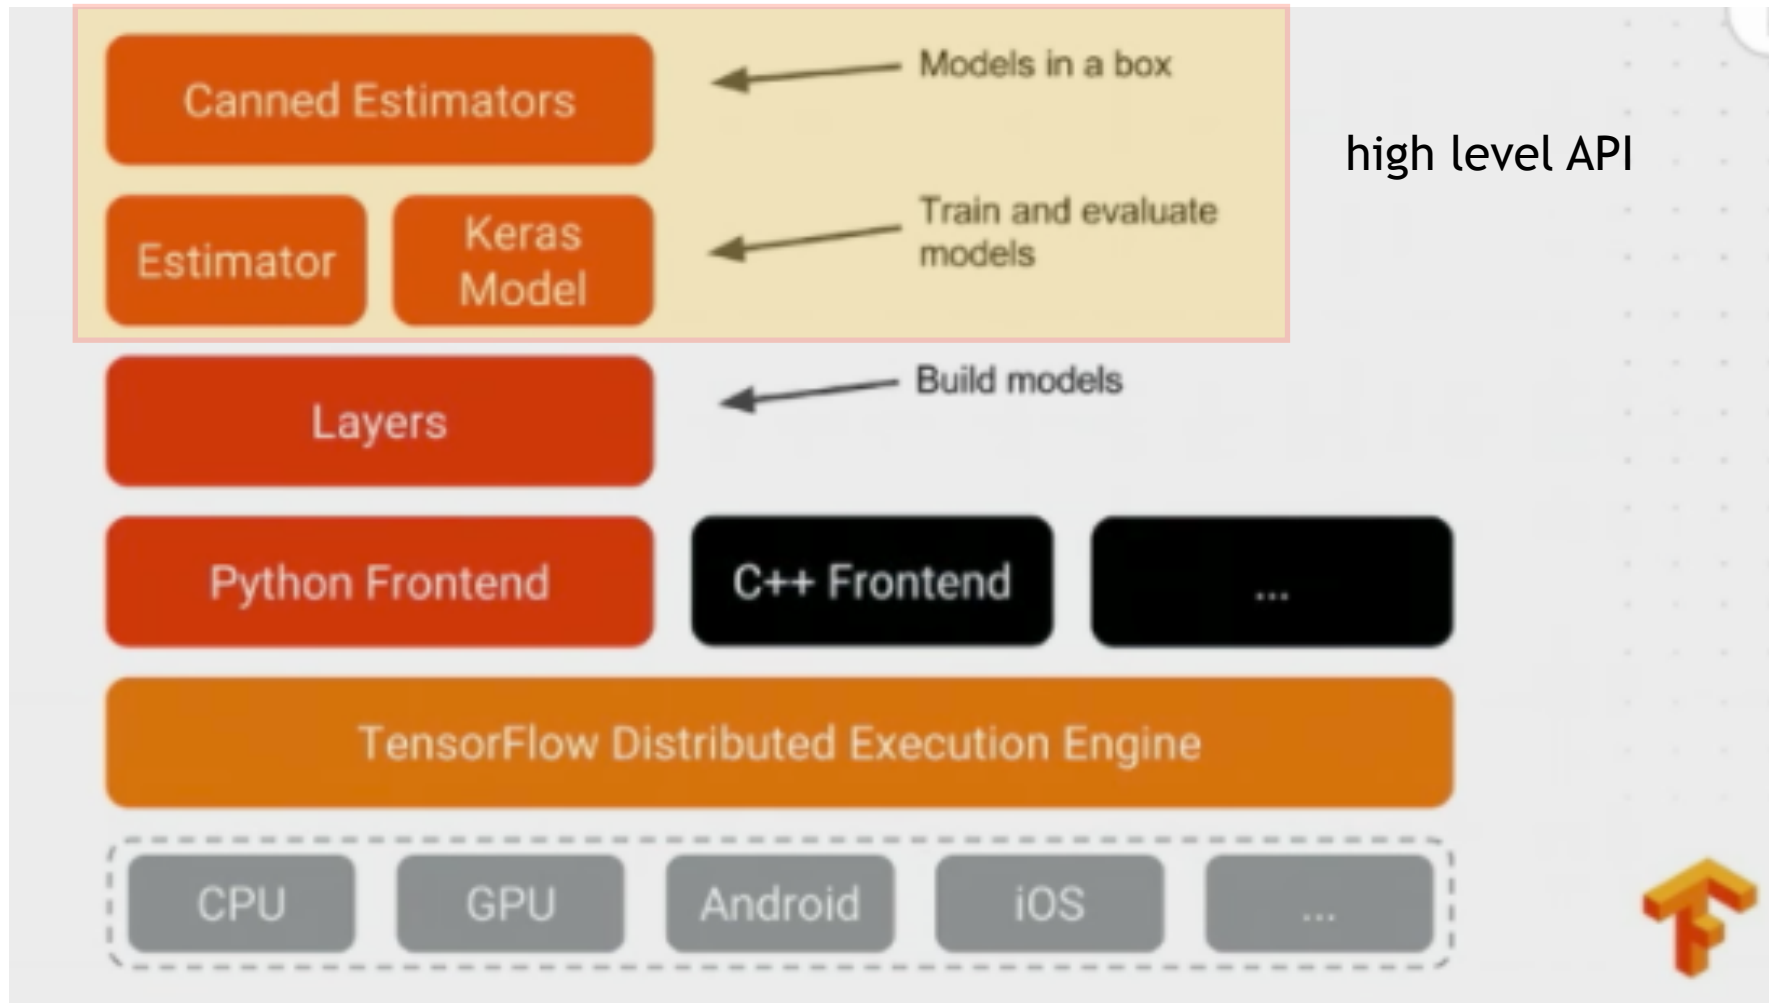 Canned Estimators
Models in a box
high level API
Estimator
Keras
Model
Train and evaluate
models
Layers
Build models
Python Frontend
C++ Frontend
...
TensorFlow Distributed Execution Engine
CPU
GPU
Android
iOS
...